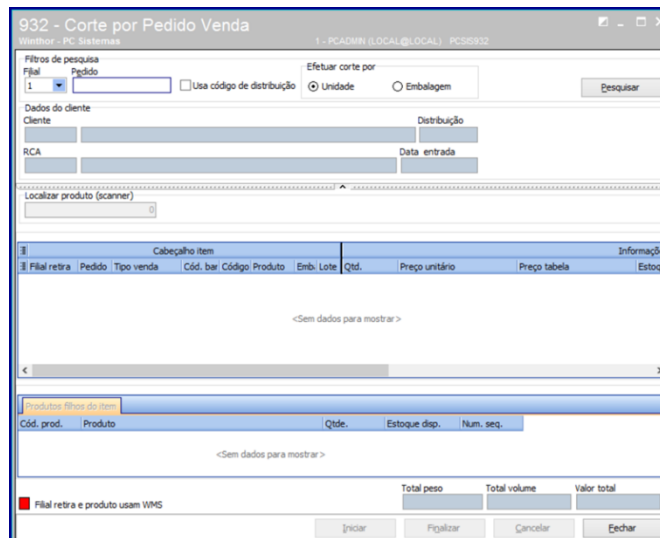 932 - Corte por Pedido Venda
Winthor - PC Sistemas 1 - PCADMIN (LOCAL@LOCAL) PCSIS932
Filtros de pesquisa
Filial Pedido Efetuar corte por
1 Usa código de distribuição Unidade Embalagem Pesquisar
Dados do cliente
Cliente Distribuição
RCA Data entrada
Localizar produto (scanner)
0
Cabeçalho item Informaçõ
Filial retira Pedido Tipo venda Cód. bar Código Produto Emb. Lote Qtd. Preço unitário Preço tabela Estoq
<Sem dados para mostrar>
Produtos filhos do item
Cód. prod. Produto Qtde. Estoque disp. Num. seq.
<Sem dados para mostrar>
Total peso Total volume Valor total
Filial retira e produto usam WMS
Iniciar Finalizar Cancelar Fechar